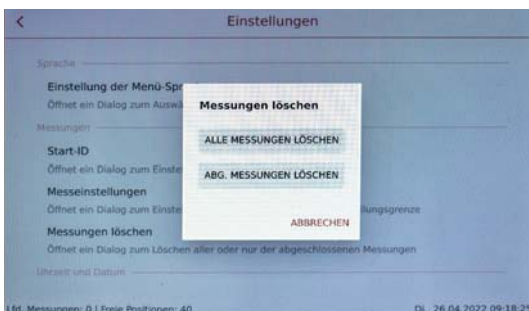 Einstellungen
Sprache
Einstellung der Menü-Spr
Öffnet ein Dialog zum Auswä
Messungen
Start-ID
Öffnet ein Dialog zum Einste
Messeinstellungen
Öffnet ein Dialog zum Einste lungsgrenze
Messungen löschen
Öffnet ein Dialog zum Löschen aller oder nur der abgeschlossenen Messungen
Uhrzeit und Datum
Messungen löschen
ALLE MESSUNGEN LÖSCHEN
ABG. MESSUNGEN LÖSCHEN
ABBRECHEN
Lfd. Messungen: 0 | Freie Positionen: 40
Di.. 26.04.2022 09:18:25